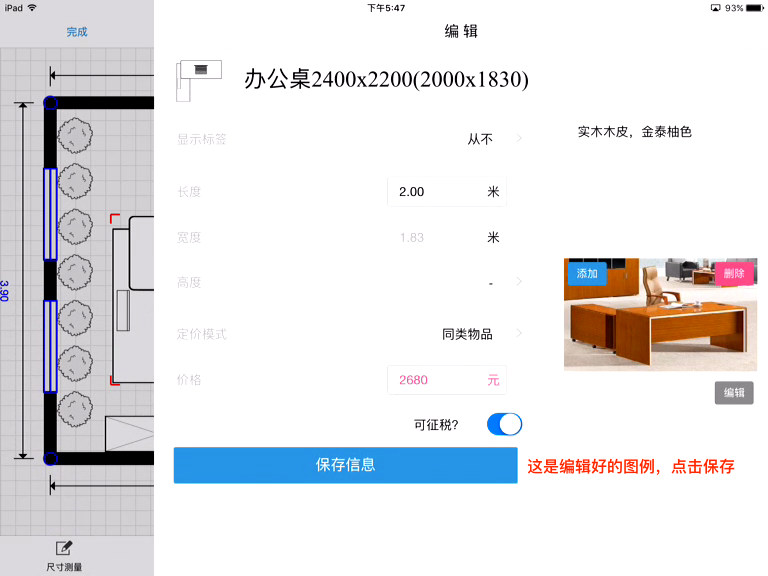 iPad 下午5:47 93%
完成
编 辑
办公桌2400x2200(2000x1830)
显示标签 从不
实木木皮，金泰柚色
长度 2.00 米
宽度 1.83 米
高度 -
添加 删除
定价模式 同类物品
价格 2680 元
编辑
可征税?
保存信息
这是编辑好的图例，点击保存
3.90
尺寸测量